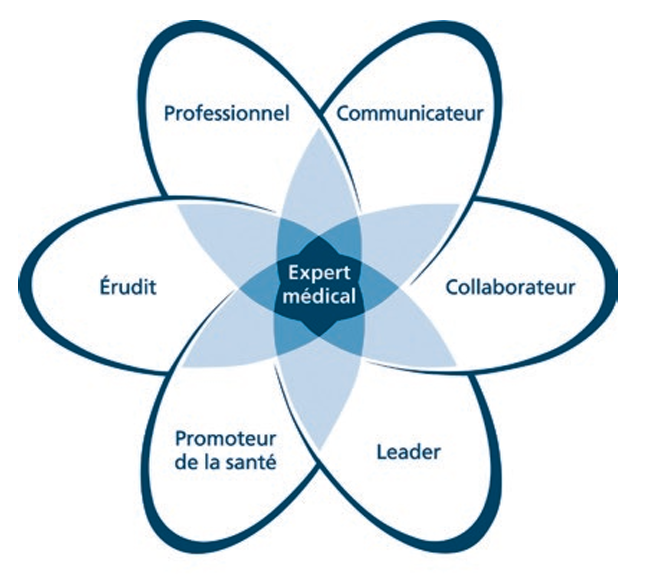 Professionnel
Communicateur
Érudit
Expert
médical
Collaborateur
Promoteur
de la santé
Leader